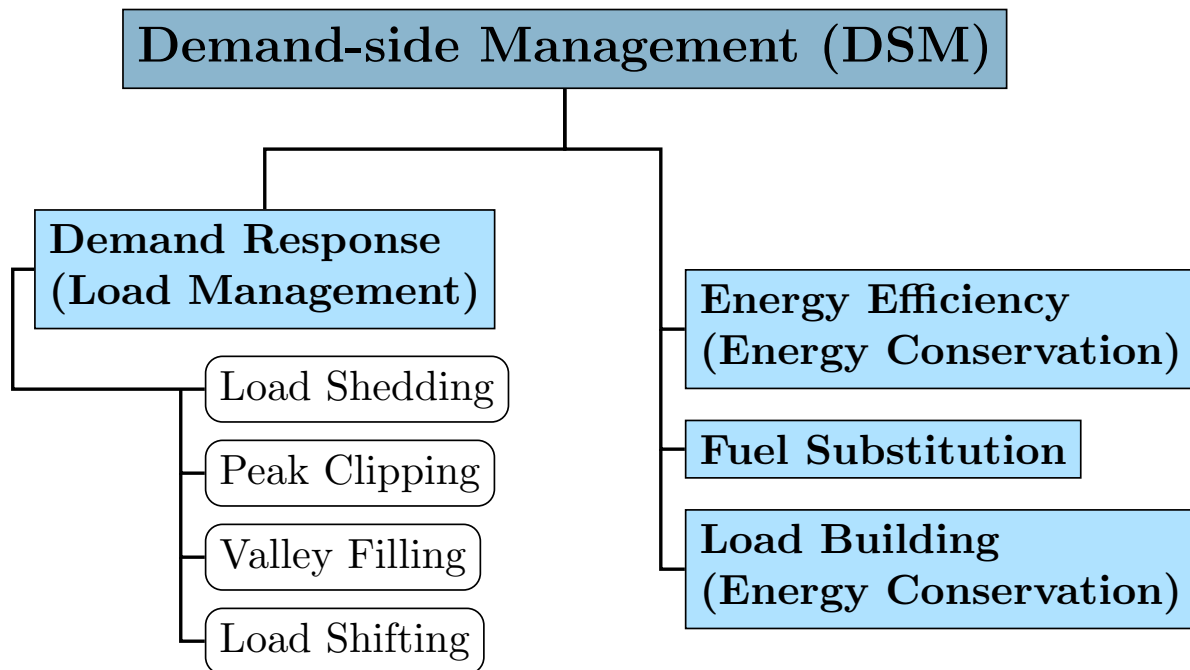 Demand-side Management (DSM)
Demand Response
(Load Management)
Load Shedding
Peak Clipping
Valley Filling
Load Shifting
Energy Efficiency
(Energy Conservation)
Fuel Substitution
Load Building
(Energy Conservation)